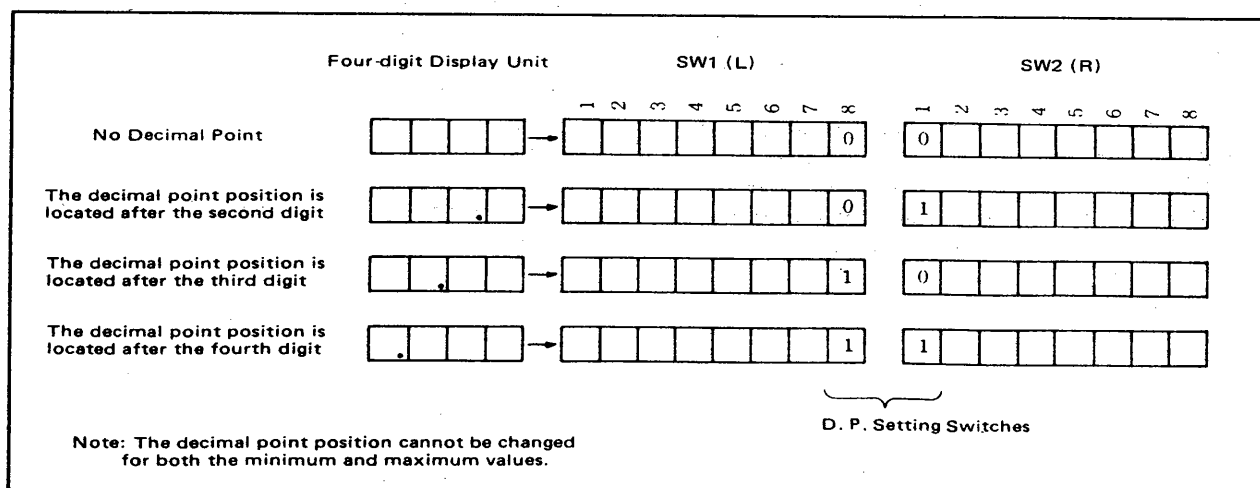 Four-digit Display Unit SW1 (L) SW2 (R)
1 2 3 4 5 6 7 8 1 2 3 4 5 6 7 8
No Decimal Point 0 0
The decimal point position is
located after the second digit 0 1
The decimal point position is
located after the third digit 1 0
The decimal point position is
located after the fourth digit 1 1
D. P. Setting Switches
Note: The decimal point position cannot be changed
for both the minimum and maximum values.